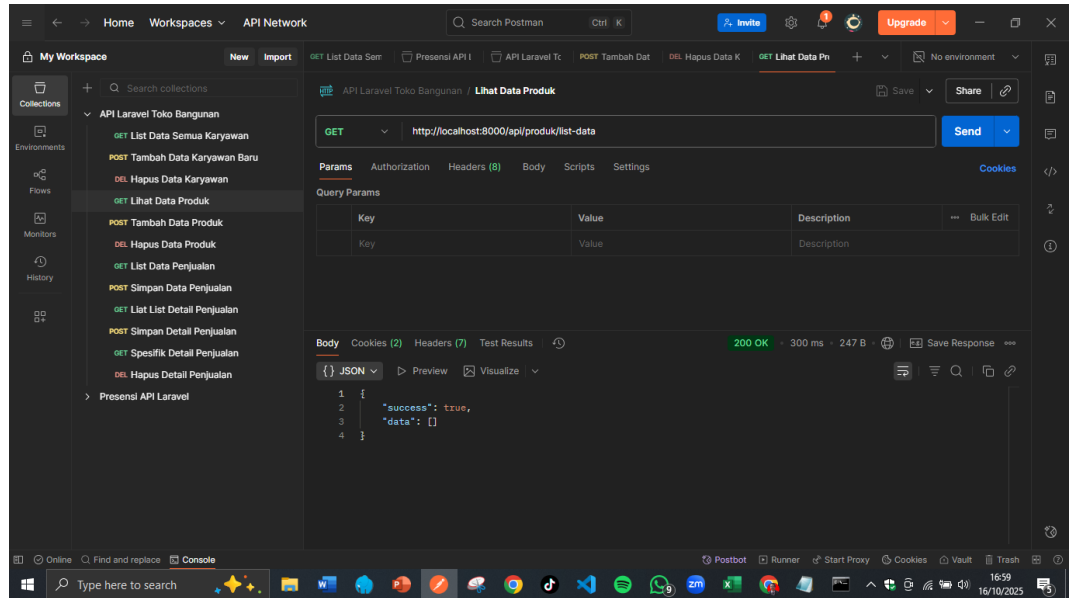 Home Workspaces API Network Search Postman Ctrl K Invite 1 Upgrade
My Workspace New Import GET List Data Sem Presensi API l API Laravel Tc POST Tambah Dat DEL Hapus Data K GET Lihat Data Pro No environment
Collections
Environments
Flows
Monitors
History
Search collections
API Laravel Toko Bangunan
GET List Data Semua Karyawan
POST Tambah Data Karyawan Baru
DEL Hapus Data Karyawan
GET Lihat Data Produk
POST Tambah Data Produk
DEL Hapus Data Produk
GET List Data Penjualan
POST Simpan Data Penjualan
GET Liat List Detail Penjualan
POST Simpan Detail Penjualan
GET Spesifik Detail Penjualan
DEL Hapus Detail Penjualan
Presensi API Laravel
HTTP API Laravel Toko Bangunan / Lihat Data Produk Save Share
GET http://localhost:8000/api/produk/list-data Send
Params Authorization Headers (8) Body Scripts Settings Cookies
Query Params
Key Value Description ••• Bulk Edit
Key Value Description
Body Cookies (2) Headers (7) Test Results 200 OK • 300 ms • 247 B Save Response •••
{} JSON Preview Visualize
1 {
2 "success": true,
3 "data": []
4 }
Online Find and replace Console Postbot Runner Start Proxy Cookies Vault Trash
Type here to search 16:59
16/10/2025